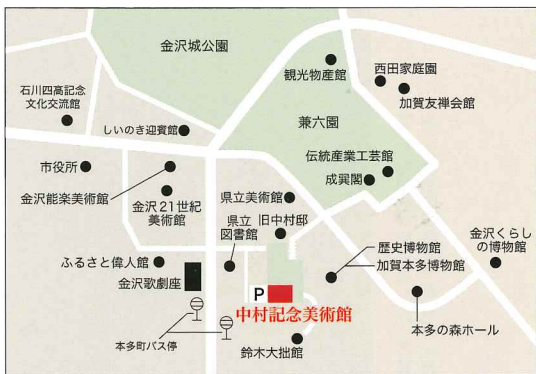 金沢城公園
観光物産館
西田家庭園
加賀友禅会館
石川四高記念
文化交流館
しいのき迎賓館
兼六園
市役所
伝統産業工芸館
成巽閣
金沢能楽美術館
金沢21世紀
美術館
県立美術館
県立
図書館
旧中村邸
金沢くらし
の博物館
歴史博物館
加賀本多博物館
ふるさと偉人館
金沢歌劇座
P
中村記念美術館
本多の森ホール
本多町バス停
鈴木大拙館